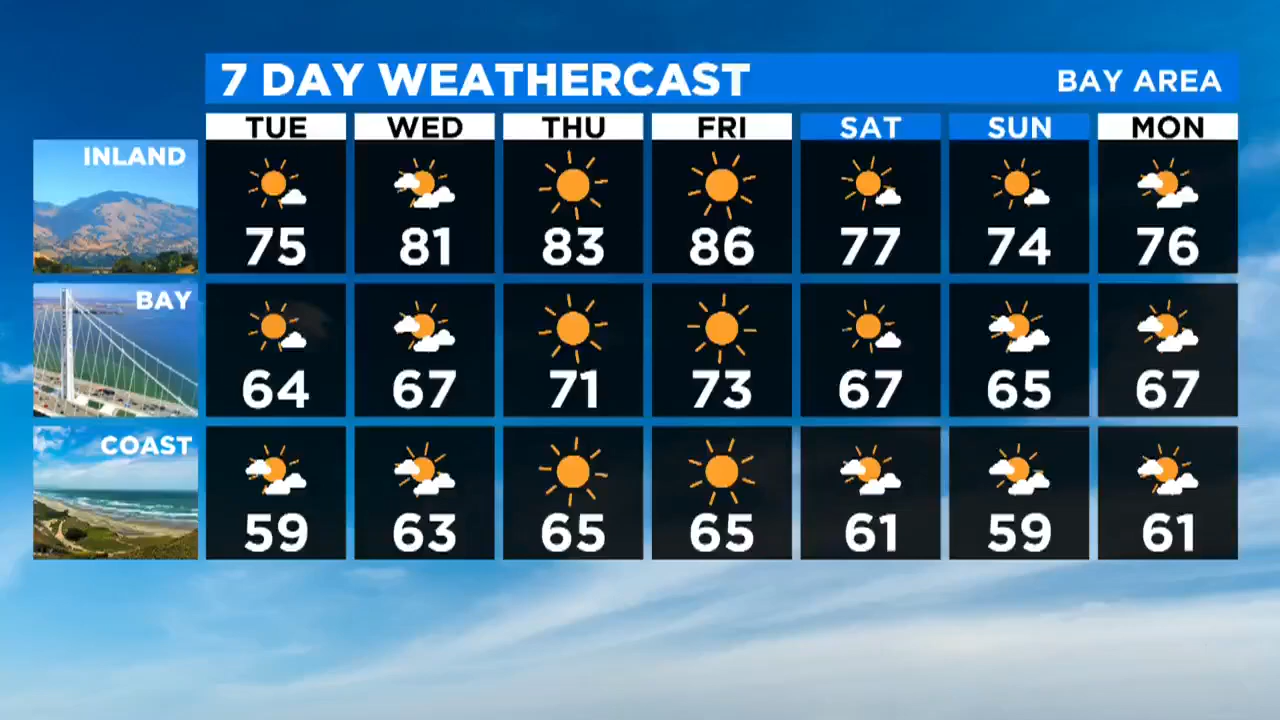 7 DAY WEATHERCAST BAY AREA
TUE WED THU FRI SAT SUN MON
INLAND
75 81 83 86 77 74 76
BAY
64 67 71 73 67 65 67
COAST
59 63 65 65 61 59 61